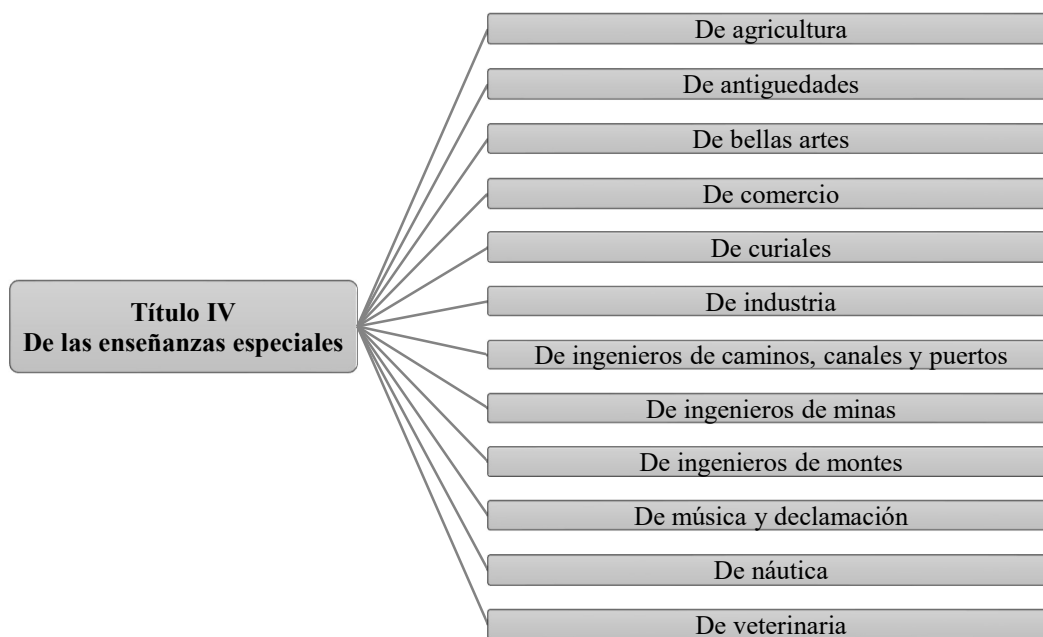 De agricultura
De antiguedades
De bellas artes
De comercio
De curiales
Título IV
De las enseñanzas especiales
De industria
De ingenieros de caminos, canales y puertos
De ingenieros de minas
De ingenieros de montes
De música y declamación
De náutica
De veterinaria